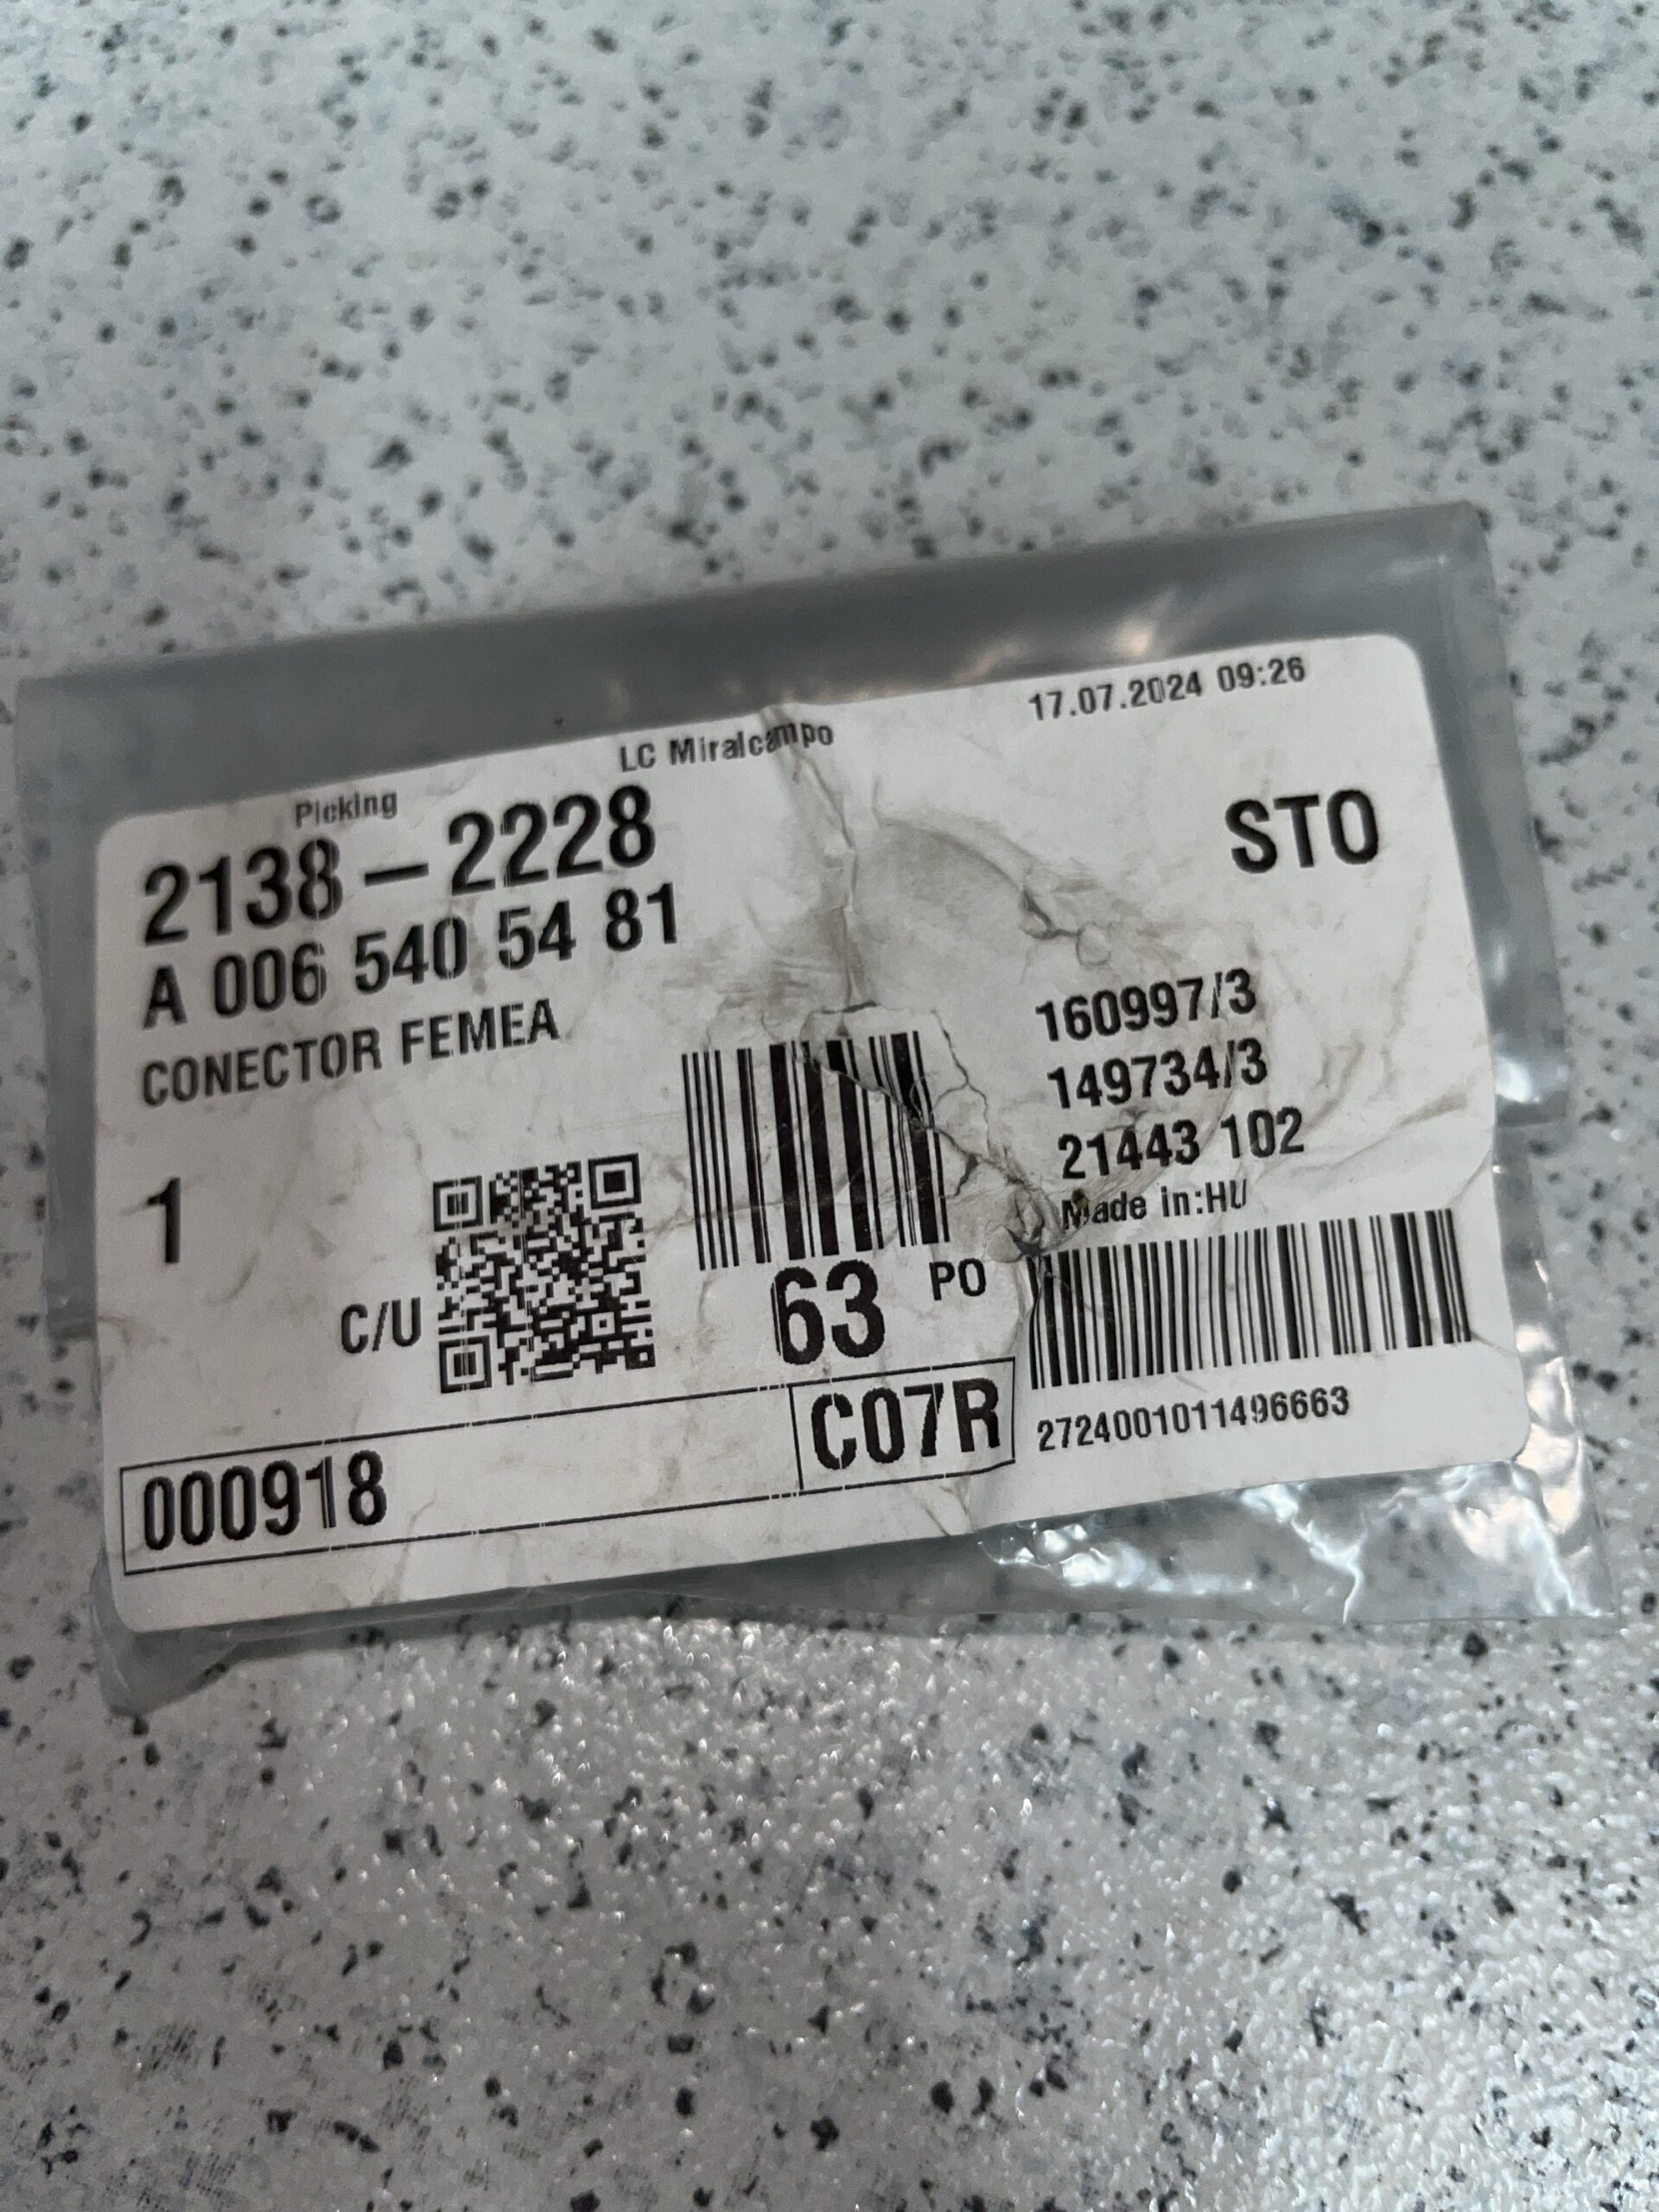 17.07.2024 09:26
LC Miralcampo
Picking
2138-2228
STO
A 006 540 54 81
CONECTOR FEMEA
160997/3
149734/3
21443 102
Made in:HU
1
C/U
63
PO
C07R
2724001011496663
000918